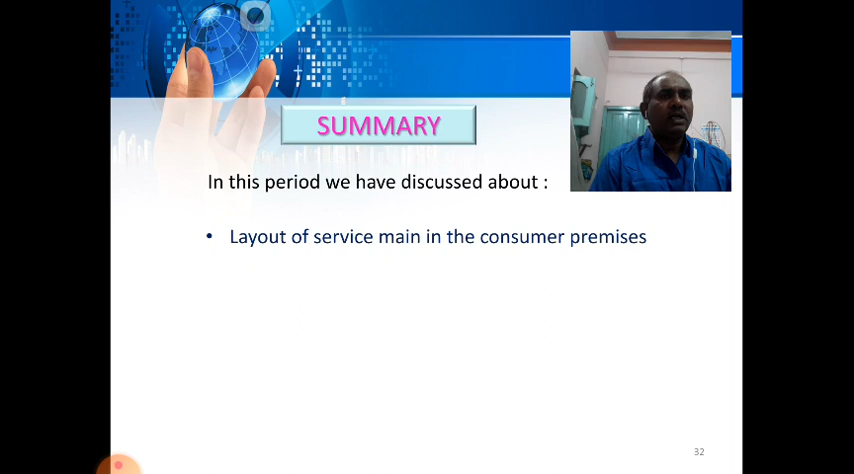 SUMMARY
In this period we have discussed about :
• Layout of service main in the consumer premises
32